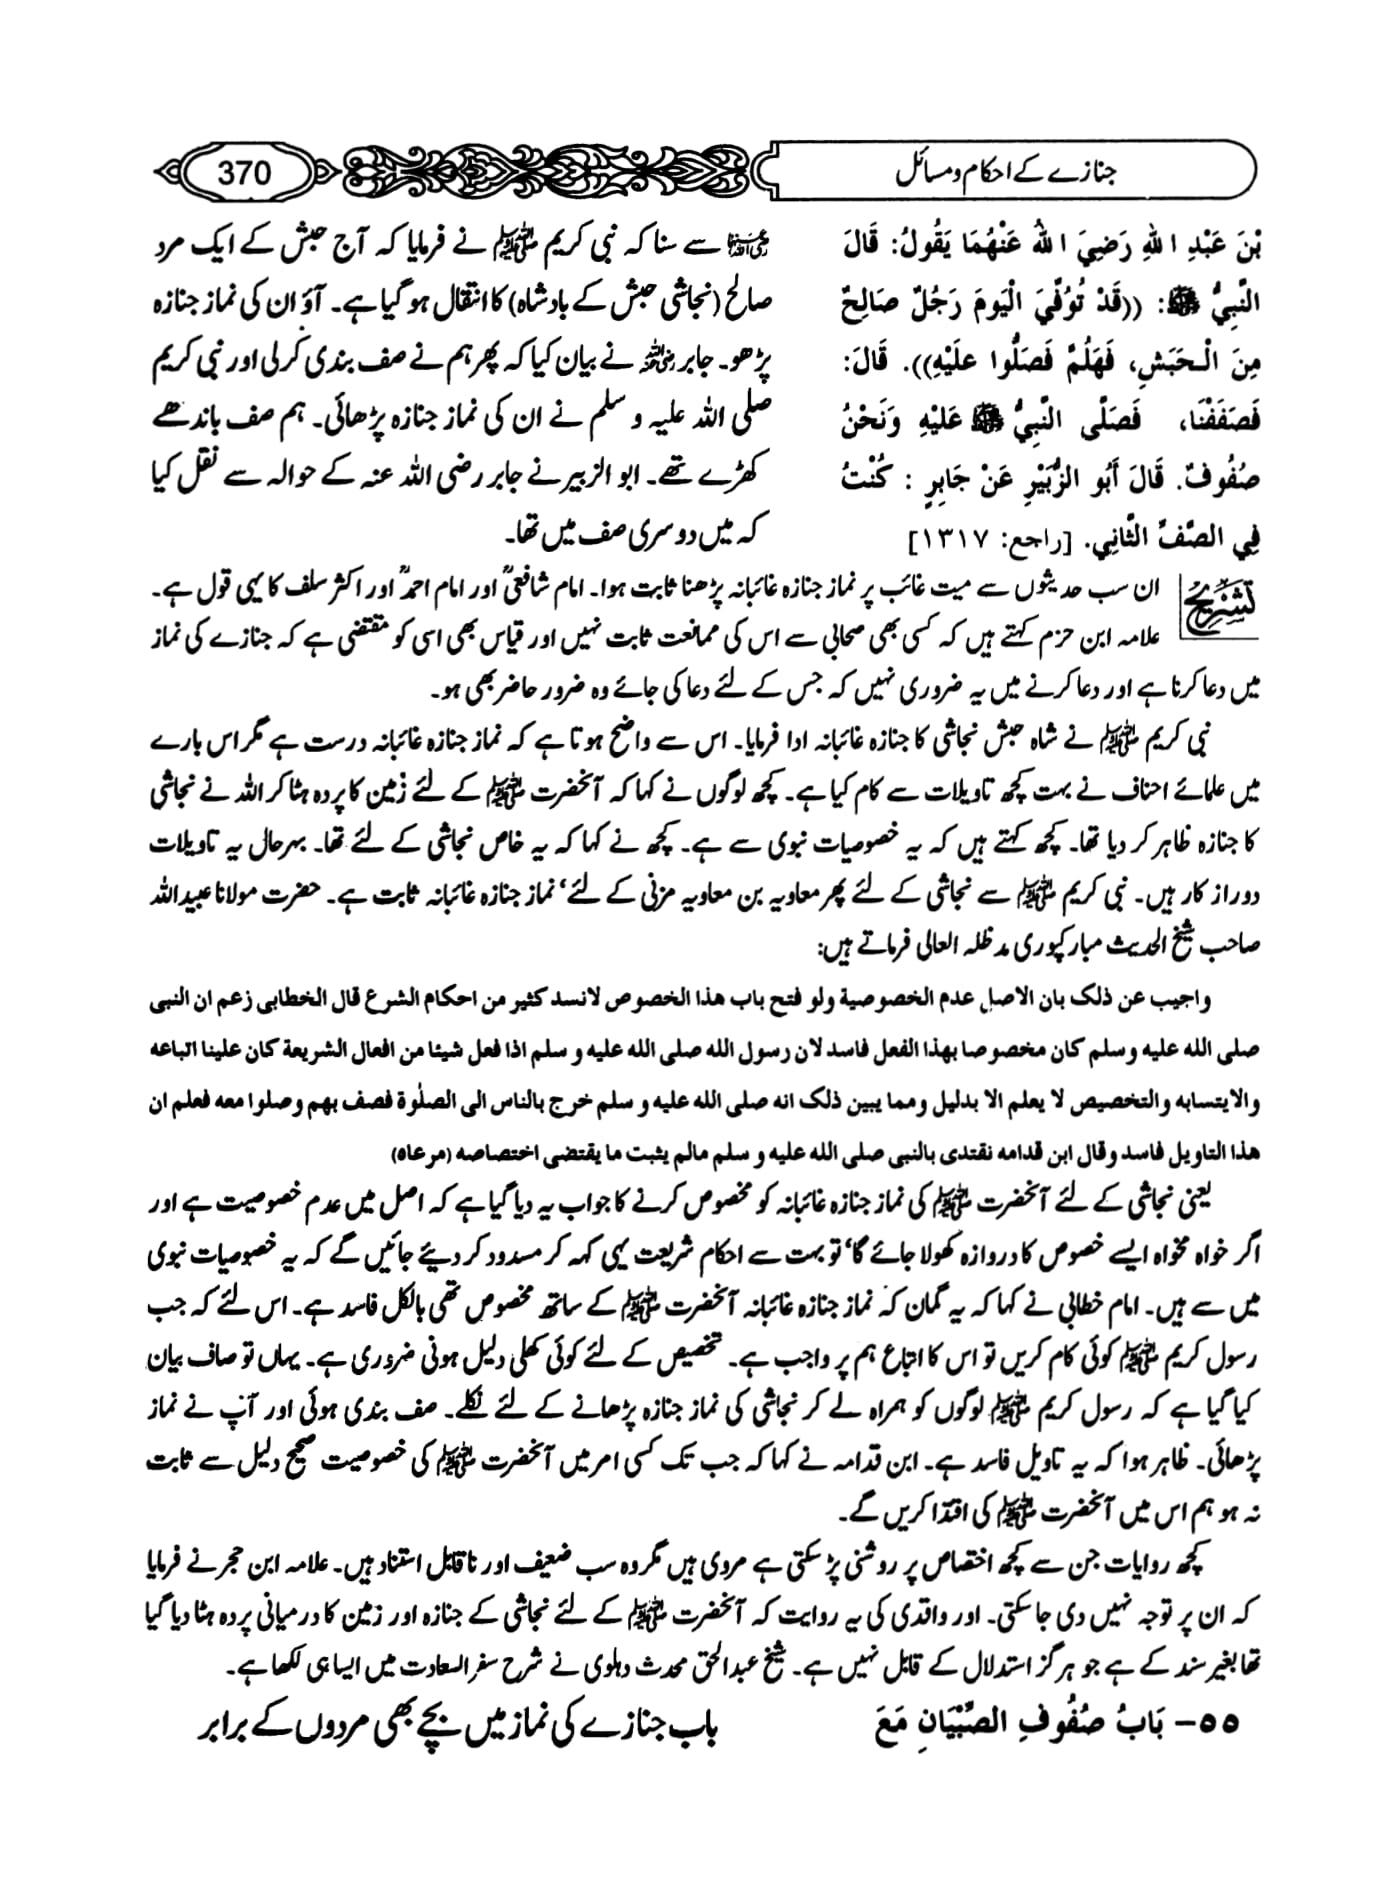 جنازے کے احکام و مسائل
370
بْنَ عَبْدِ اللهِ رَضِيَ اللهُ عَنْهُمَا يَقُولُ: قَالَ
النَّبِيُّ ﷺ: ((قَدْ تُوُفِّيَ الْيَومَ رَجُلٌ صَالِحٌ
مِنَ الْحَبَشِ، فَهَلُمَّ فَصَلُّوا عَلَيْهِ)). قَالَ:
فَصَفَفْنَا، فَصَلَّى النَّبِيُّ ﷺ عَلَيْهِ وَنَحْنُ
صُفُوفٌ. قَالَ أَبُو الزُّبَيْرِ عَنْ جَابِرٍ : كُنْتُ
فِي الصَّفِّ الثَّانِي. [راجع: ١٣١٧]
رضی اللہ عنہما سے سنا کہ نبی کریم ﷺ نے فرمایا کہ آج حبش کے ایک مرد
صالح (نجاشی حبش کے بادشاہ) کا انتقال ہو گیا ہے۔ آؤ ان کی نماز جنازہ
پڑھو۔ جابر رضی اللہ عنہ نے بیان کیا کہ پھر ہم نے صف بندی کرلی اور نبی کریم
صلی اللہ علیہ و سلم نے ان کی نماز جنازہ پڑھائی۔ ہم صف باندھے
کھڑے تھے۔ ابو الزبیر نے جابر رضی اللہ عنہ کے حوالہ سے نقل کیا
کہ میں دوسری صف میں تھا۔
تشریح ان سب حدیثوں سے میت غائب پر نماز جنازہ غائبانہ پڑھنا ثابت ہوا۔ امام شافعیؒ اور امام احمدؒ اور اکثر سلف کا یہی قول ہے۔
علامہ ابن حزم کہتے ہیں کہ کسی بھی صحابی سے اس کی ممانعت ثابت نہیں اور قیاس بھی اسی کو مقتضی ہے کہ جنازے کی نماز
میں دعا کرنا ہے اور دعا کرنے میں یہ ضروری نہیں کہ جس کے لئے دعا کی جائے وہ ضرور حاضر بھی ہو۔
نبی کریم ﷺ نے شاہ حبش نجاشی کا جنازہ غائبانہ ادا فرمایا۔ اس سے واضح ہوتا ہے کہ نماز جنازہ غائبانہ درست ہے مگر اس بارے
میں علمائے احناف نے بہت کچھ تاویلات سے کام کیا ہے۔ کچھ لوگوں نے کہا کہ آنحضرت ﷺ کے لئے زمین کا پردہ ہٹا کر اللہ نے نجاشی
کا جنازہ ظاہر کر دیا تھا۔ کچھ کہتے ہیں کہ یہ خصوصیات نبوی سے ہے۔ کچھ نے کہا کہ یہ خاص نجاشی کے لئے تھا۔ بہرحال یہ تاویلات
دوراز کار ہیں۔ نبی کریم ﷺ سے نجاشی کے لئے پھر معاویہ بن معاویہ مزنی کے لئے‘ نماز جنازہ غائبانہ ثابت ہے۔ حضرت مولانا عبیداللہ
صاحب شیخ الحدیث مبارکپوری مدظلہ العالی فرماتے ہیں:
واجیب عن ذلک بان الاصل عدم الخصوصیة ولو فتح باب هذا الخصوص لانسد کثیر من احکام الشرع قال الخطابی زعم ان النبی
صلی الله علیه وسلم کان مخصوصا بهذا الفعل فاسد لان رسول الله صلی الله علیه و سلم اذا فعل شیئا من افعال الشریعة کان علینا اتباعه
والایتسابه والتخصیص لا یعلم الا بدلیل ومما یبین ذلک انه صلی الله علیه و سلم خرج بالناس الی الصلوٰة فصف بهم وصلوا معه فعلم ان
هذا التاویل فاسد وقال ابن قدامه نقتدی بالنبی صلی الله علیه و سلم مالم یثبت ما یقتضی اختصاصه (مرعاه)
یعنی نجاشی کے لئے آنحضرت ﷺ کی نماز جنازہ غائبانہ کو مخصوص کرنے کا جواب یہ دیا گیا ہے کہ اصل میں عدم خصوصیت ہے اور
اگر خواہ مخواہ ایسے خصوص کا دروازہ کھولا جائے گا‘ تو بہت سے احکام شریعت یہی کہہ کر مسدود کر دیئے جائیں گے کہ یہ خصوصیات نبوی
میں سے ہیں۔ امام خطابی نے کہا کہ یہ گمان کہ نماز جنازہ غائبانہ آنحضرت ﷺ کے ساتھ مخصوص تھی بالکل فاسد ہے۔ اس لئے کہ جب
رسول کریم ﷺ کوئی کام کریں تو اس کا اتباع ہم پر واجب ہے۔ تخصیص کے لئے کوئی کھلی دلیل ہونی ضروری ہے۔ یہاں تو صاف بیان
کیا گیا ہے کہ رسول کریم ﷺ لوگوں کو ہمراہ لے کر نجاشی کی نماز جنازہ پڑھانے کے لئے نکلے۔ صف بندی ہوئی اور آپ نے نماز
پڑھائی۔ ظاہر ہوا کہ یہ تاویل فاسد ہے۔ ابن قدامہ نے کہا کہ جب تک کسی امر میں آنحضرت ﷺ کی خصوصیت صحیح دلیل سے ثابت
نہ ہو ہم اس میں آنحضرت ﷺ کی اقتدا کریں گے۔
کچھ روایات جن سے کچھ اختصاص پر روشنی پڑ سکتی ہے مروی ہیں مگر وہ سب ضعیف اور ناقابل استناد ہیں۔ علامہ ابن حجر نے فرمایا
کہ ان پر توجہ نہیں دی جاسکتی۔ اور واقدی کی یہ روایت کہ آنحضرت ﷺ کے لئے نجاشی کے جنازہ اور زمین کا درمیانی پردہ ہٹا دیا گیا
تھا بغیر سند کے ہے جو ہرگز استدلال کے قابل نہیں ہے۔ شیخ عبدالحق محدث دہلوی نے شرح سفر السعادت میں ایسا ہی لکھا ہے۔
٥٥- بَابُ صُفُوفِ الصِّبْيَانِ مَعَ
باب جنازے کی نماز میں بچے بھی مردوں کے برابر